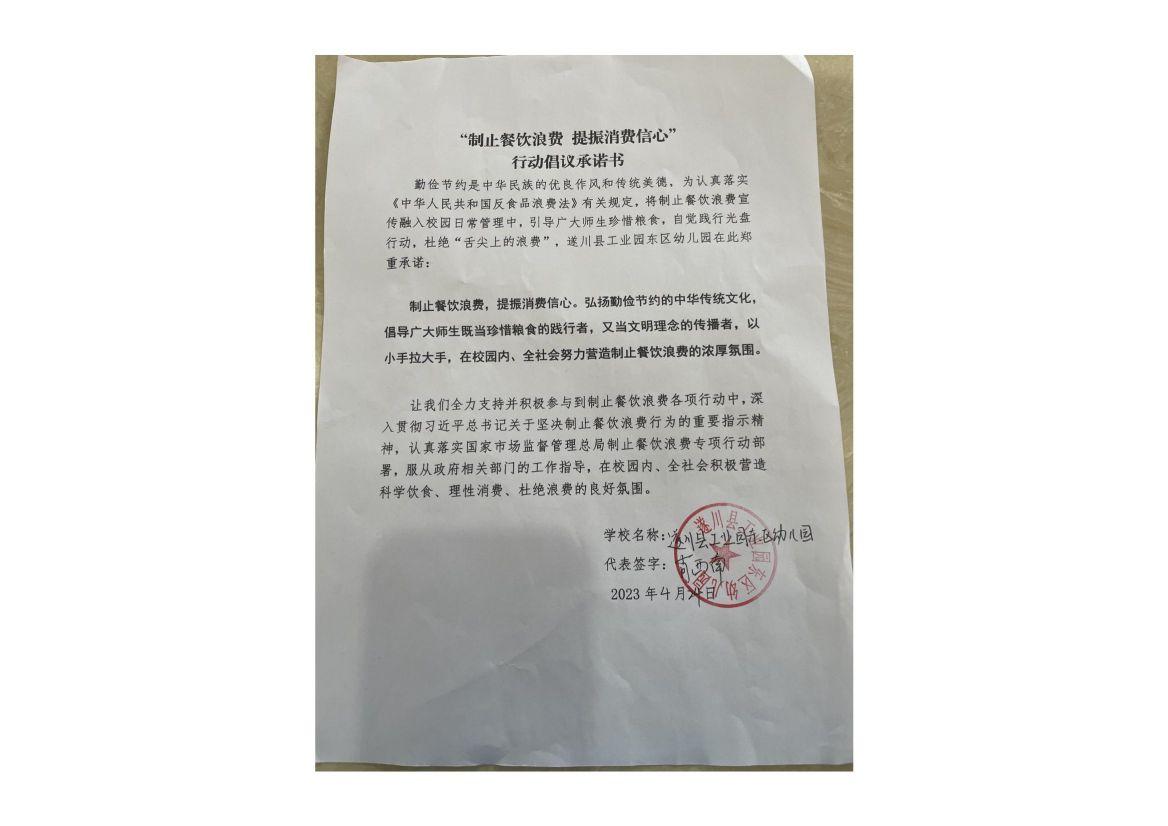 “制止餐饮浪费 提振消费信心”
行动倡议承诺书
勤俭节约是中华民族的优良作风和传统美德，为认真落实
《中华人民共和国反食品浪费法》有关规定，将制止餐饮浪费宣
传融入校园日常管理中，引导广大师生珍惜粮食，自觉践行光盘
行动，杜绝“舌尖上的浪费”，遂川县工业园东区幼儿园在此郑
重承诺：
制止餐饮浪费，提振消费信心。弘扬勤俭节约的中华传统文化，
倡导广大师生既当珍惜粮食的践行者，又当文明理念的传播者，以
小手拉大手，在校园内、全社会努力营造制止餐饮浪费的浓厚氛围。
让我们全力支持并积极参与到制止餐饮浪费各项行动中，深
入贯彻习近平总书记关于坚决制止餐饮浪费行为的重要指示精
神，认真落实国家市场监督管理总局制止餐饮浪费专项行动部
署，服从政府相关部门的工作指导，在校园内、全社会积极营造
科学饮食、理性消费、杜绝浪费的良好氛围。
学校名称：遂川县工业园东区幼儿园
代表签字：
2023 年 4 月 24 日
遂川县工业园东区幼儿园